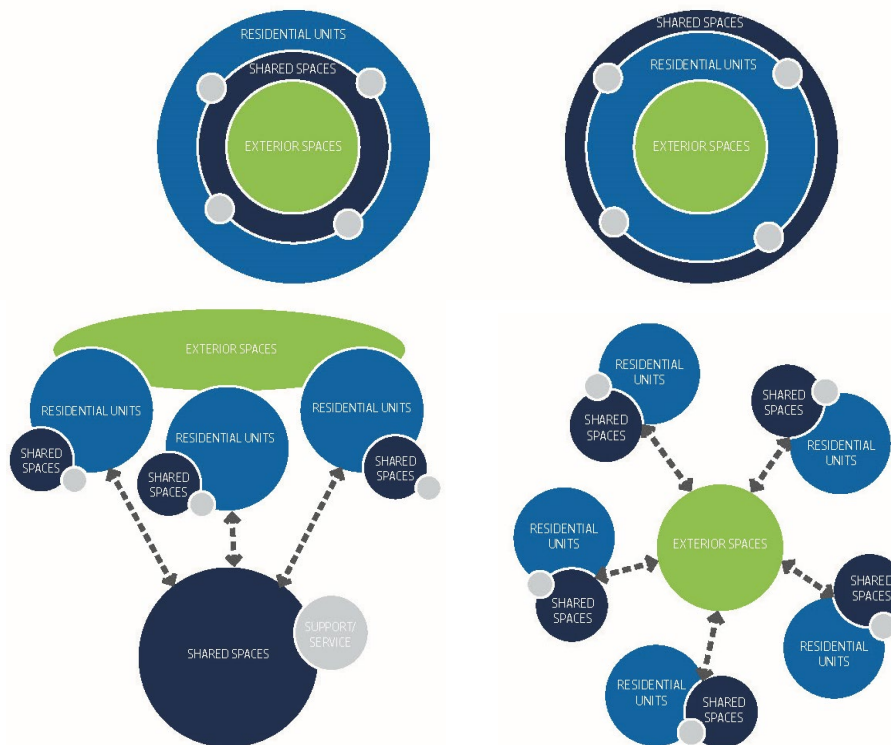 RESIDENTIAL UNITS
SHARED SPACES
EXTERIOR SPACES
SHARED SPACES
RESIDENTIAL UNITS
EXTERIOR SPACES
EXTERIOR SPACES
RESIDENTIAL UNITS
SHARED
SPACES
RESIDENTIAL UNITS
SHARED
SPACES
RESIDENTIAL UNITS
SHARED
SPACES
SHARED SPACES
SUPPORT/
SERVICE
RESIDENTIAL
UNITS
SHARED
SPACES
SHARED
SPACES
RESIDENTIAL
UNITS
EXTERIOR SPACES
RESIDENTIAL
UNITS
SHARED
SPACES
SHARED
SPACES
RESIDENTIAL
UNITS
RESIDENTIAL
UNITS
SHARED
SPACES